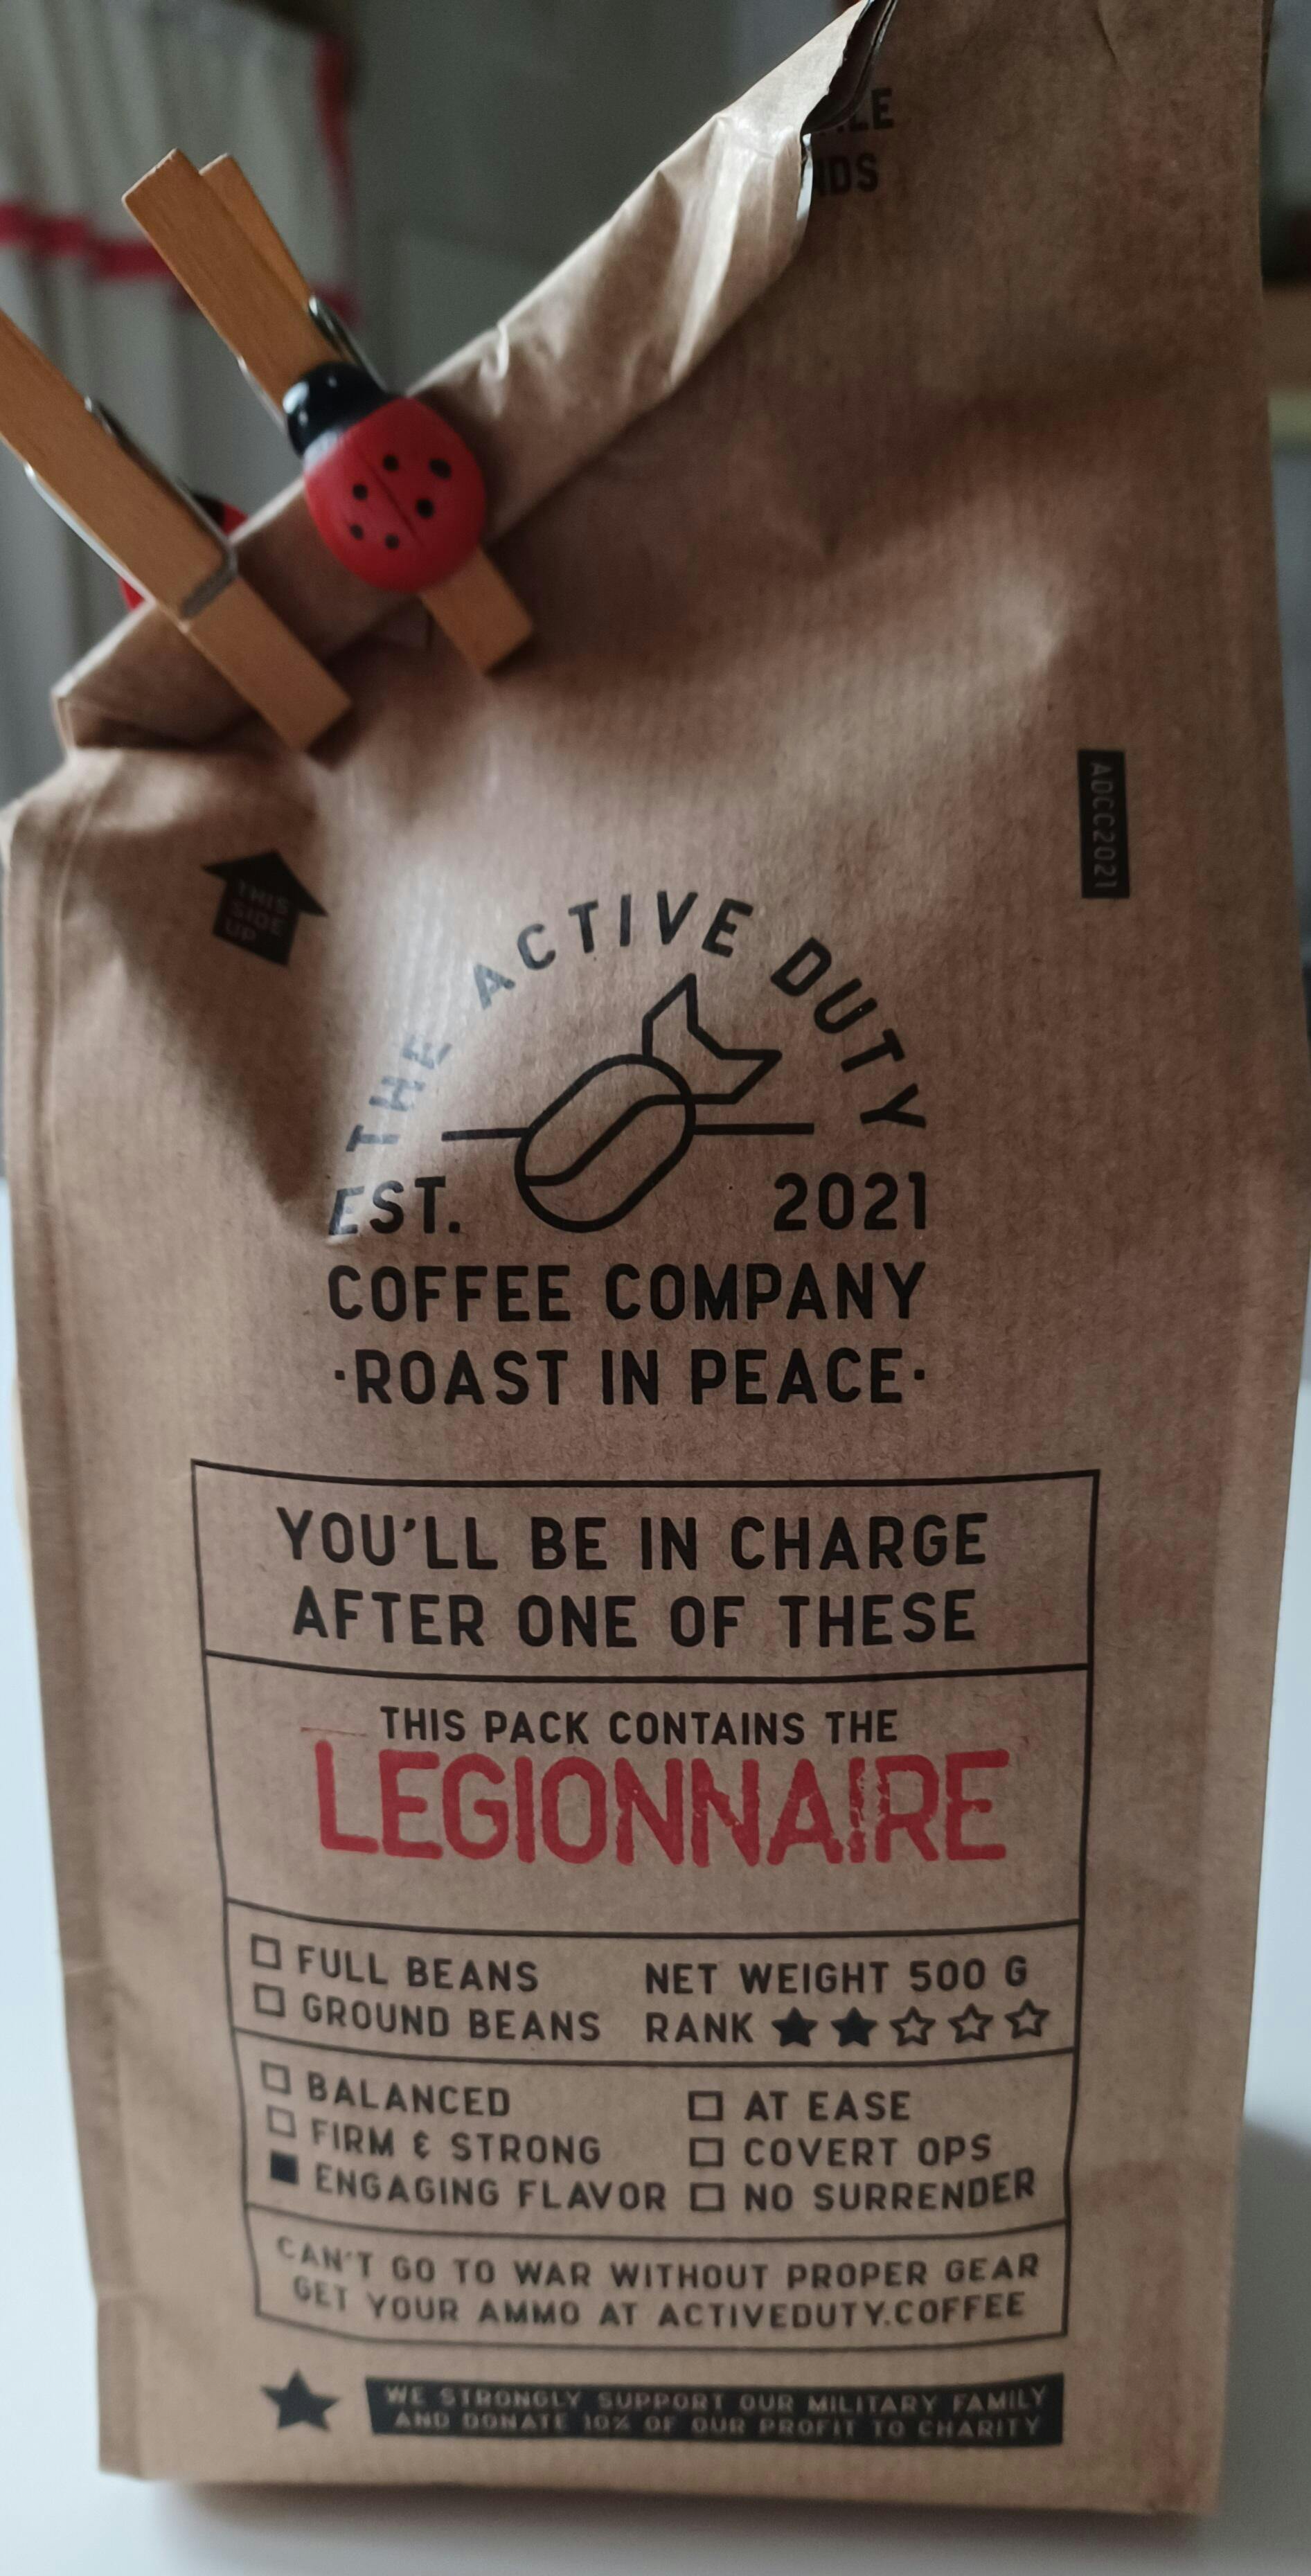 THIS
SIDE
UP
ADCC2021
THE ACTIVE DUTY
EST. 2021
COFFEE COMPANY
·ROAST IN PEACE·
YOU'LL BE IN CHARGE
AFTER ONE OF THESE
THIS PACK CONTAINS THE
LEGIONNAIRE
FULL BEANS
GROUND BEANS
NET WEIGHT 500 G
RANK
BALANCED
FIRM & STRONG
ENGAGING FLAVOR
AT EASE
COVERT OPS
NO SURRENDER
CAN'T GO TO WAR WITHOUT PROPER GEAR
GET YOUR AMMO AT ACTIVEDUTY.COFFEE
WE STRONGLY SUPPORT OUR MILITARY FAMILY
AND DONATE 10% OF OUR PROFIT TO CHARITY